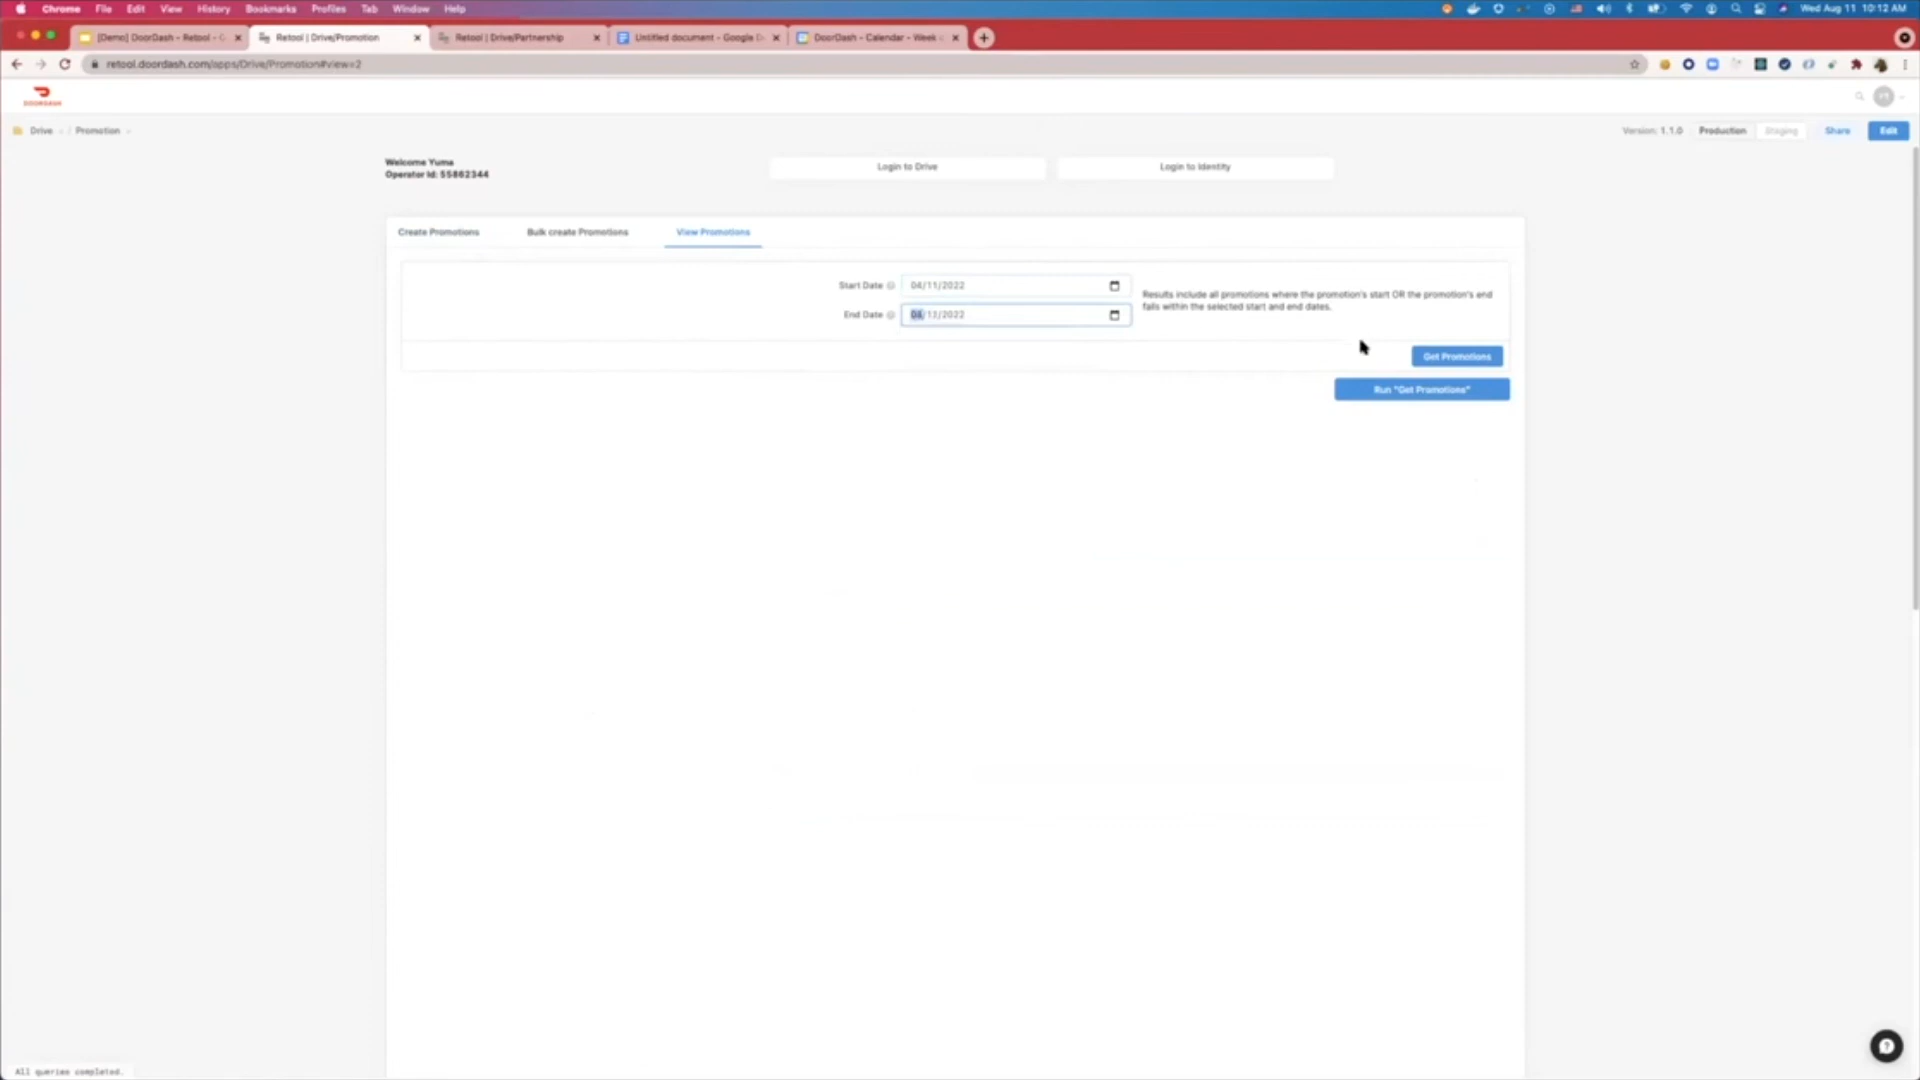 Chrome File Edit View History Bookmarks Profiles Tab Window Help
Wed Aug 11 10:12 AM
[Demo] DoorDash - Retool - G
Retool | Drive/Promotion
Retool | Drive/Partnership
Untitled document - Google D
DoorDash - Calendar - Week o
retool.doordash.com/apps/Drive/Promotion#view=2
DOORDASH
Drive / Promotion
Version: 1.1.0 Production Staging Share Edit
Welcome Yuma
Operator Id: 55862344
Login to Drive
Login to Identity
Create Promotions
Bulk create Promotions
View Promotions
Start Date 04/11/2022
End Date /13/2022
Results include all promotions where the promotion's start OR the promotion's end
falls within the selected start and end dates.
Get Promotions
Run "Get Promotions"
All queries completed.